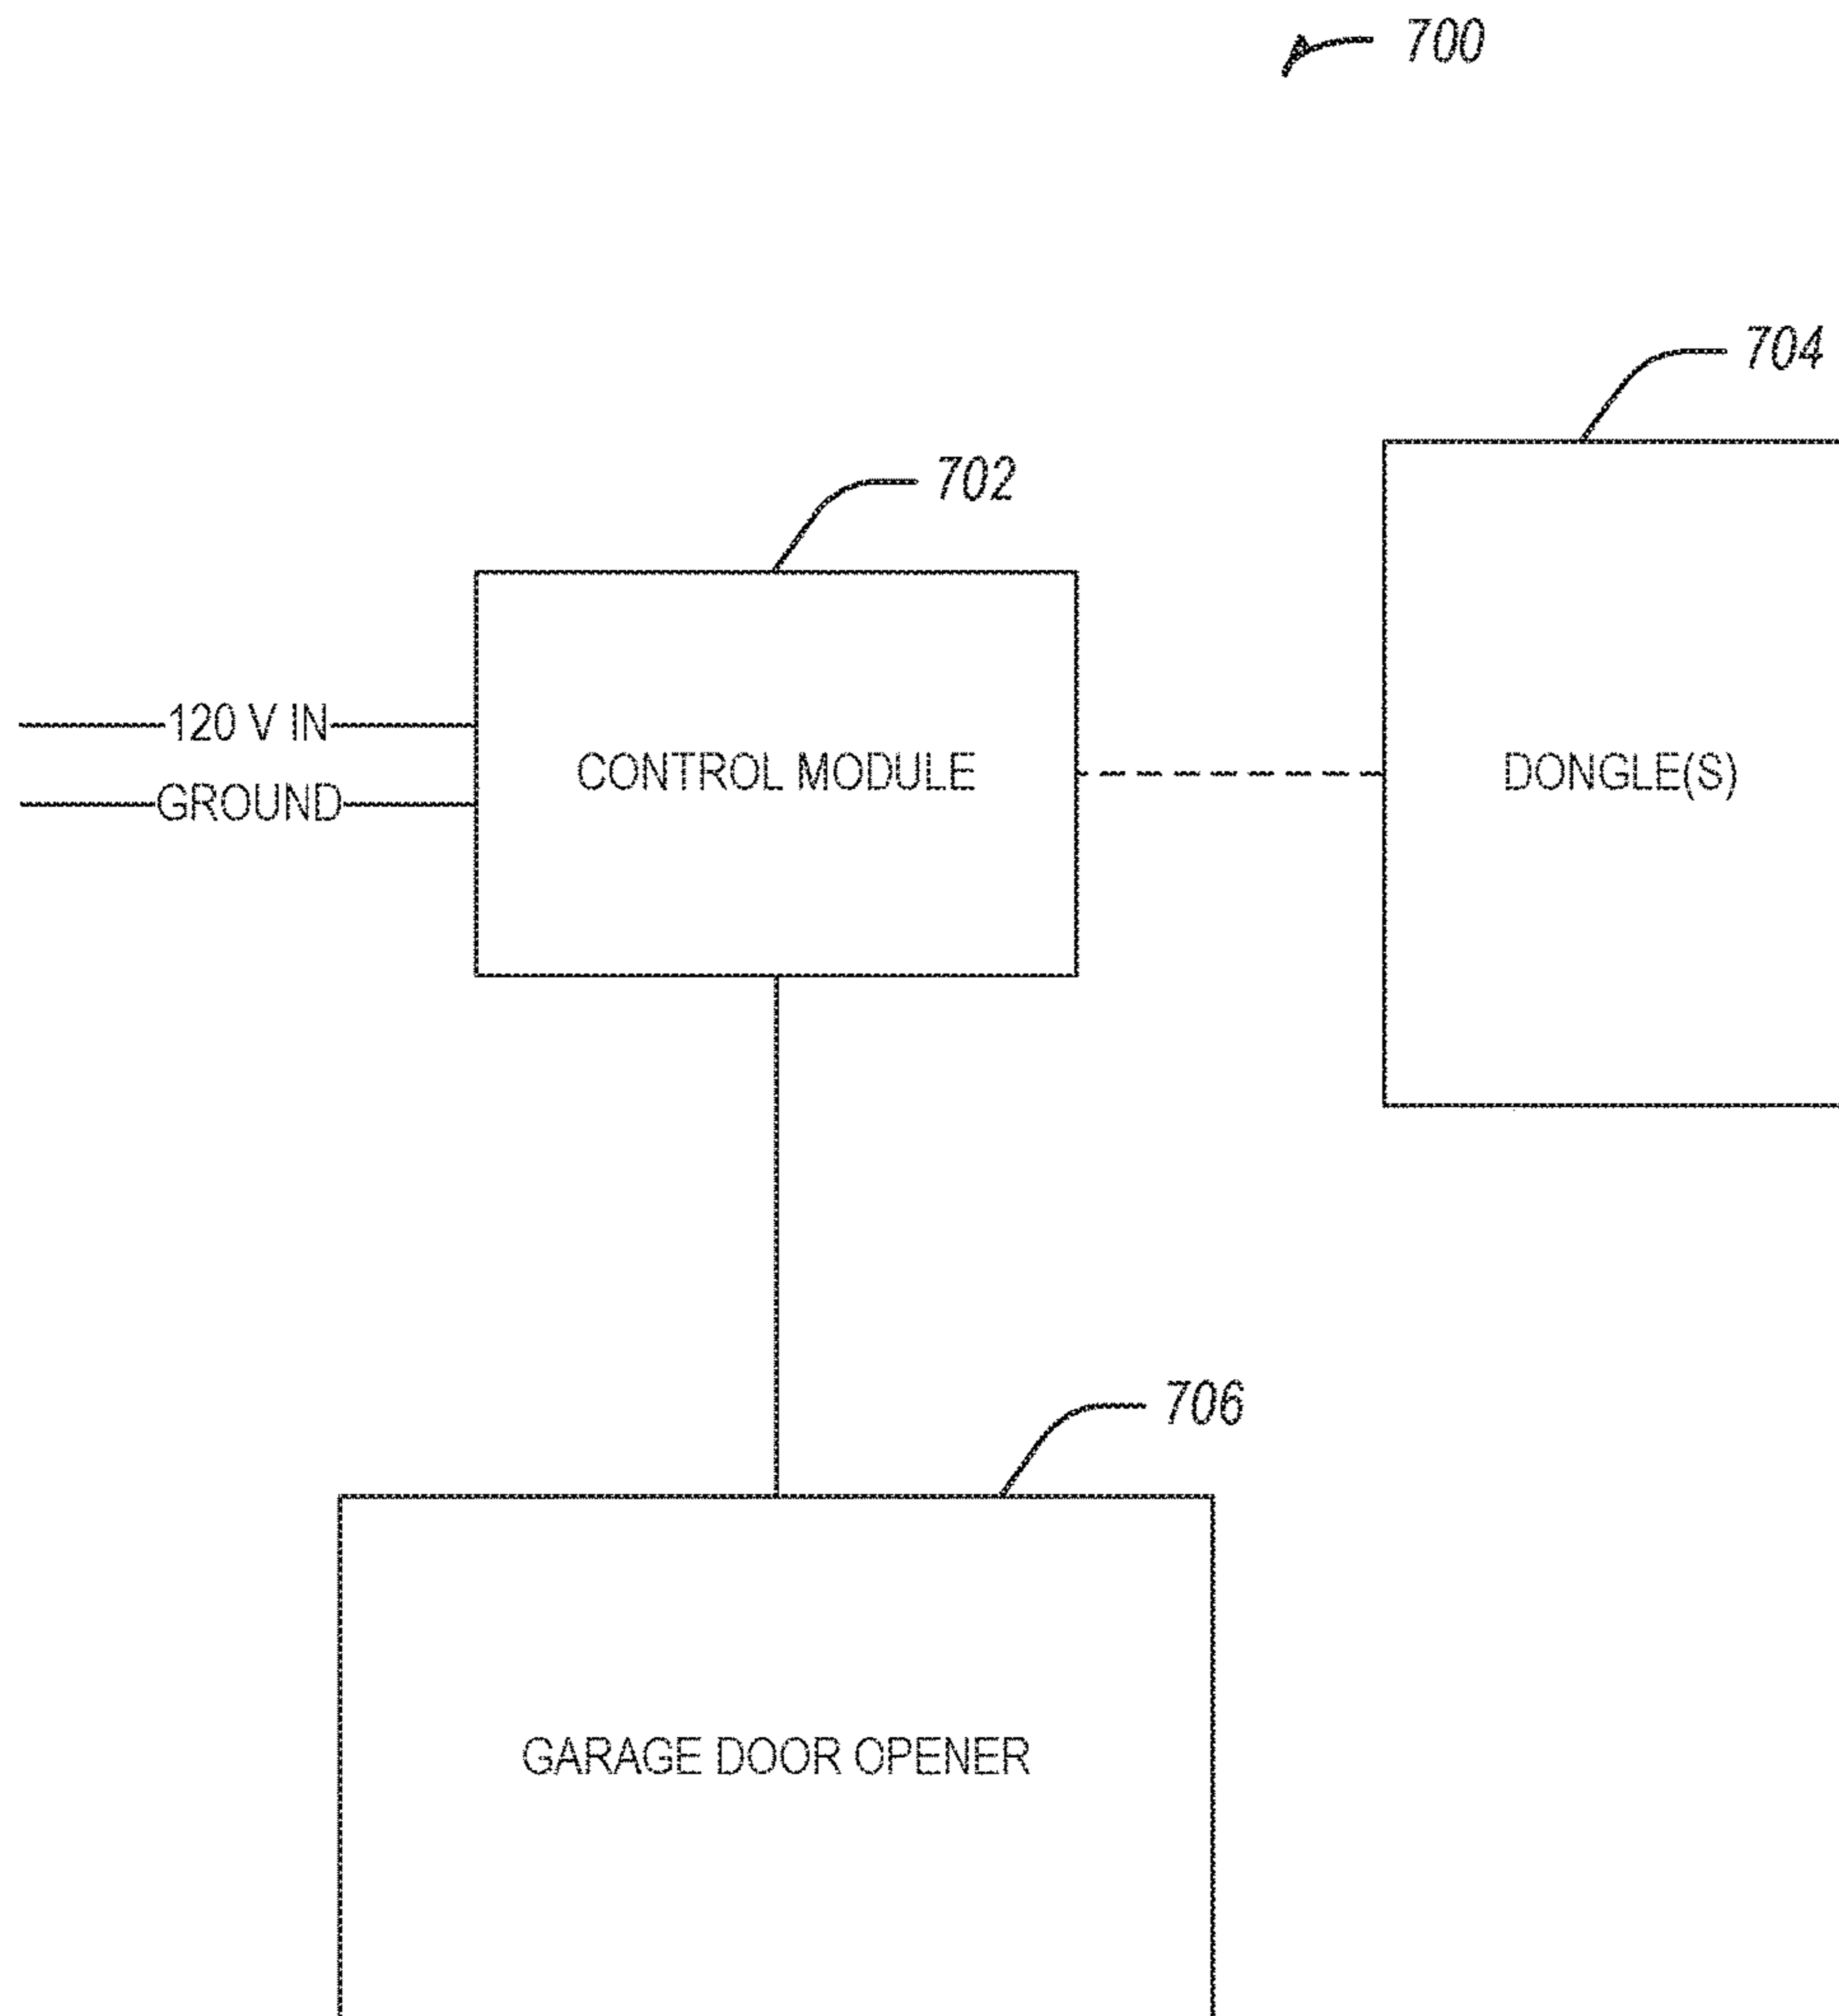 700
704
702
120 V IN
CONTROL MODULE
DONGLE(S)
GROUND
706
GARAGE DOOR OPENER